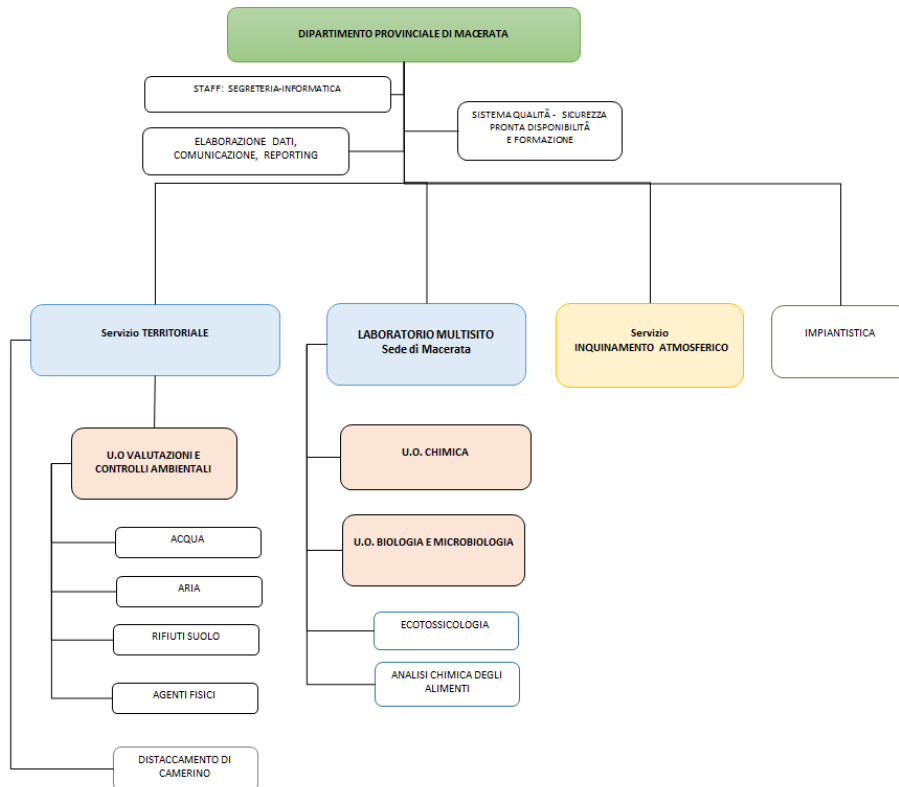 DIPARTIMENTO PROVINCIALE DI MACERATA
STAFF: SEGRETERIA-INFORMATICA
SISTEMA QUALITÂ - SICUREZZA
PRONTA DISPONIBILITÂ
E FORMAZIONE
ELABORAZIONE DATI,
COMUNICAZIONE, REPORTING
Servizio TERRITORIALE
LABORATORIO MULTISITO
Sede di Macerata
Servizio
INQUINAMENTO ATMOSFERICO
IMPIANTISTICA
U.O VALUTAZIONI E
CONTROLLI AMBIENTALI
ACQUA
ARIA
RIFIUTI SUOLO
AGENTI FISICI
DISTACCAMENTO DI
CAMERINO
U.O. CHIMICA
U.O. BIOLOGIA E MICROBIOLOGIA
ECOTOSSICOLOGIA
ANALISI CHIMICA DEGLI
ALIMENTI